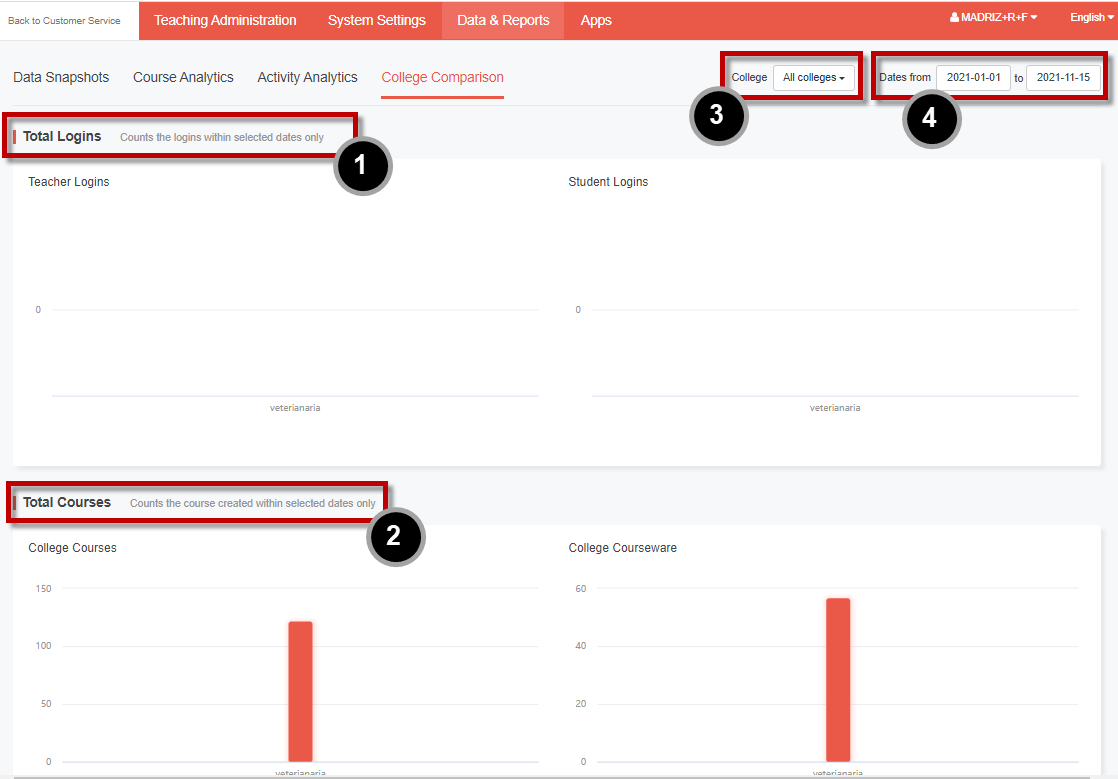 Back to Customer Service Teaching Administration System Settings Data & Reports Apps MADRIZ+R+F English
Data Snapshots Course Analytics Activity Analytics College Comparison College All colleges Dates from 2021-01-01 to 2021-11-15
3
4
Total Logins Counts the logins within selected dates only
1
Teacher Logins
0
veterianaria
Student Logins
0
veterianaria
Total Courses Counts the course created within selected dates only
2
College Courses
150
100
50
0
veterianaria
College Courseware
60
40
20
0
veterianaria